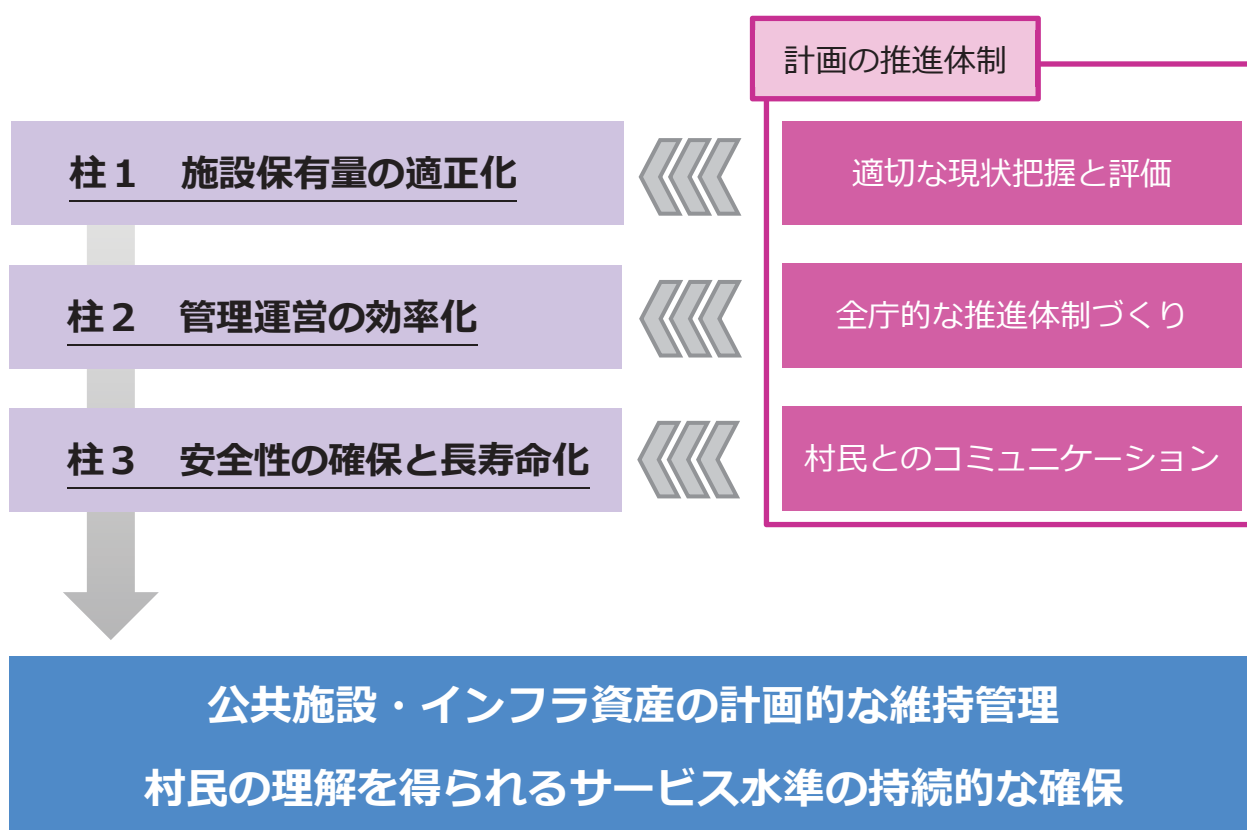 計画の推進体制
柱１　施設保有量の適正化
適切な現状把握と評価
柱２　管理運営の効率化
全庁的な推進体制づくり
柱３　安全性の確保と長寿命化
村民とのコミュニケーション
公共施設・インフラ資産の計画的な維持管理
村民の理解を得られるサービス水準の持続的な確保